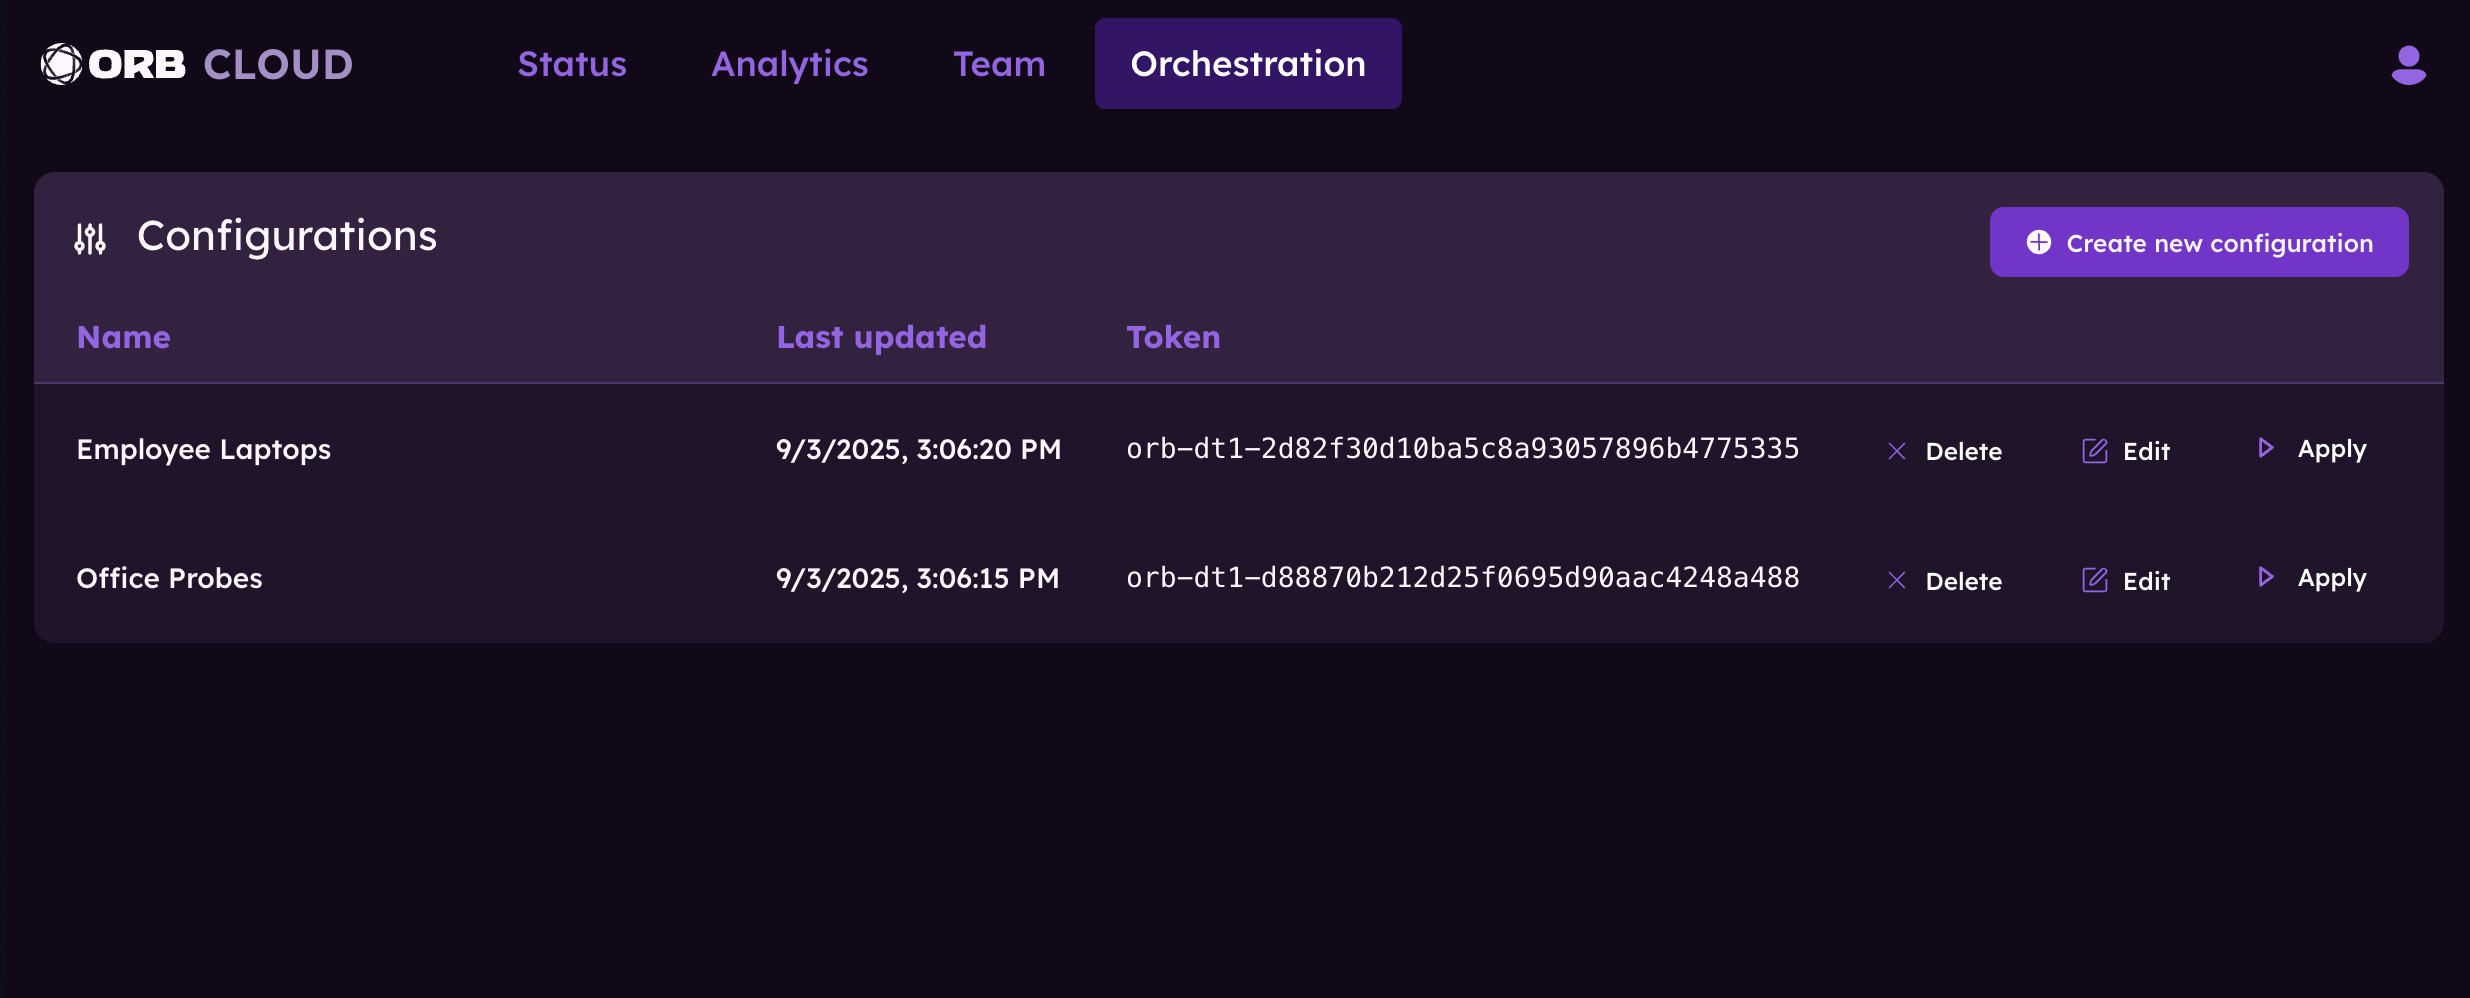 ORB CLOUD Status Analytics Team Orchestration
Configurations Create new configuration
Name Last updated Token
Employee Laptops 9/3/2025, 3:06:20 PM orb-dt1-2d82f30d10ba5c8a93057896b4775335 Delete Edit Apply
Office Probes 9/3/2025, 3:06:15 PM orb-dt1-d88870b212d25f0695d90aac4248a488 Delete Edit Apply